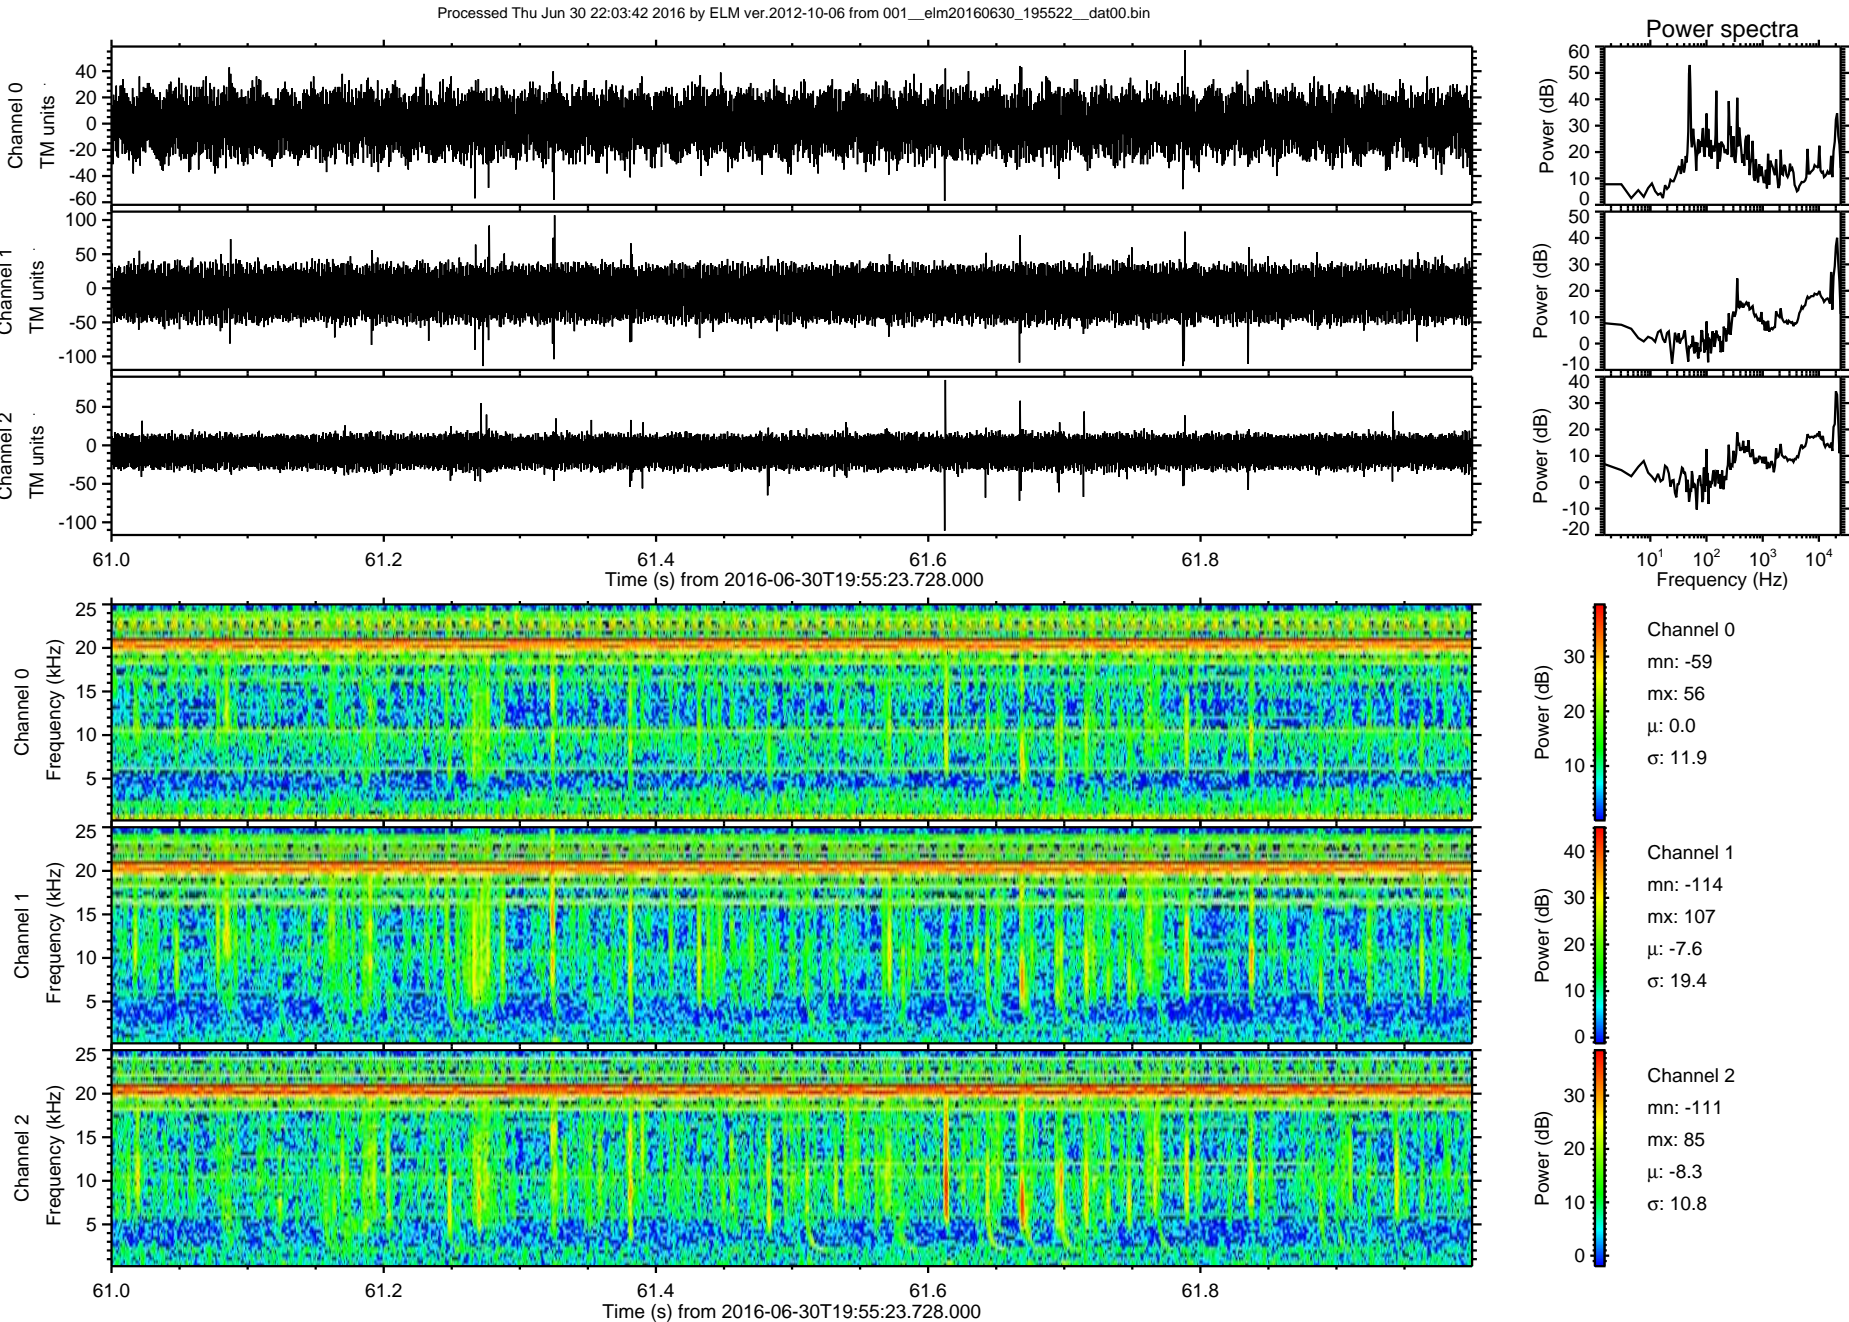 Processed Thu Jun 30 22:03:42 2016 by ELM ver.2012-10-06 from 001__elm20160630_195522__dat00.bin
Power spectra
Channel 0
TM units
40
20
0
-20
-40
-60
Power (dB)
60
50
40
30
20
10
0
Channel 1
TM units
100
50
0
-50
-100
Power (dB)
50
40
30
20
10
0
-10
Channel 2
TM units
50
0
-50
-100
Power (dB)
40
30
20
10
0
-10
-20
61.0 61.2 61.4 61.6 61.8
Time (s) from 2016-06-30T19:55:23.728.000
10^1 10^2 10^3 10^4
Frequency (Hz)
Channel 0
Frequency (kHz)
25
20
15
10
5
Power (dB)
30
20
10
Channel 0
mn: -59
mx: 56
μ: 0.0
σ: 11.9
Channel 1
Frequency (kHz)
25
20
15
10
5
Power (dB)
40
30
20
10
0
Channel 1
mn: -114
mx: 107
μ: -7.6
σ: 19.4
Channel 2
Frequency (kHz)
25
20
15
10
5
Power (dB)
30
20
10
0
Channel 2
mn: -111
mx: 85
μ: -8.3
σ: 10.8
61.0 61.2 61.4 61.6 61.8
Time (s) from 2016-06-30T19:55:23.728.000